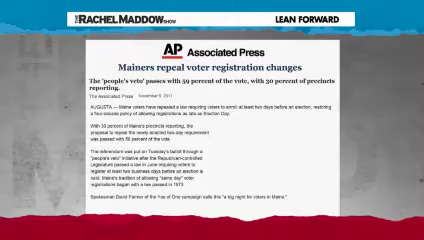 THE RACHEL MADDOW SHOW
LEAN FORWARD
AP Associated Press
Mainers repeal voter registration changes
The 'people's veto' passes with 59 percent of the vote, with 30 percent of precincts
reporting.
The Associated Press November 9, 2011
AUGUSTA — Maine voters have repealed a law requiring voters to enroll at least two days before an election, restoring
a four-decade policy of allowing registrations as late as Election Day.
With 30 percent of Maine's precincts reporting, the
proposal to repeal the newly-enacted two-day requirement
was passed with 59 percent of the vote.
The referendum was put on Tuesday's ballot through a
"people's veto" initiative after the Republican-controlled
Legislature passed a law in June requiring voters to
register at least two business days before an election is
held. Maine's tradition of allowing "same day" voter
registrations began with a law passed in 1973.
Spokesman David Farmer of the Yes of One campaign calls this "a big night for voters in Maine."